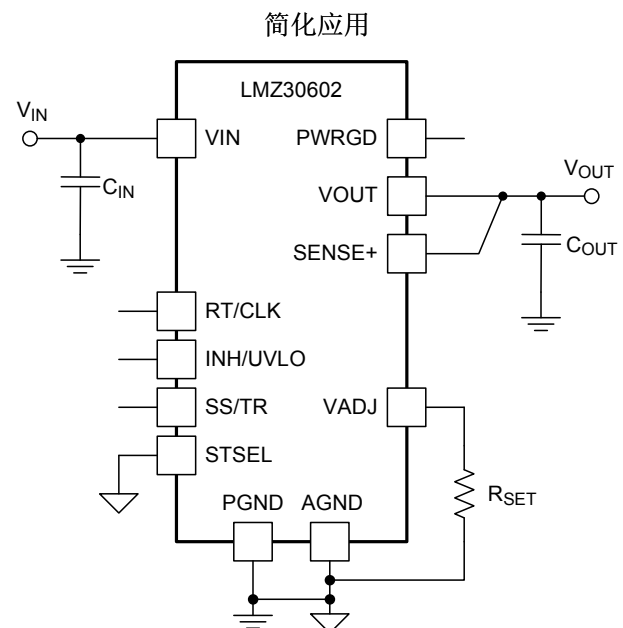 简化应用
LMZ30602
VIN
VIN
CIN
PWRGD
VOUT
VOUT
SENSE+
COUT
RT/CLK
INH/UVLO
SS/TR
VADJ
STSEL
RSET
PGND AGND